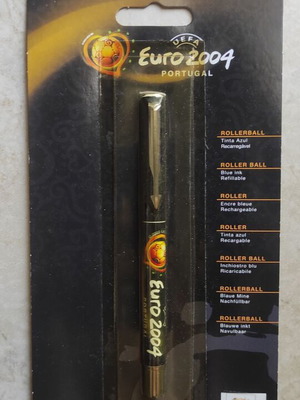 UEFA
EURO 2004
PORTUGAL
ROLLERBALL
Tinta Azul
Recarregável
ROLLER BALL
Blue ink
Refillable
ROLLER
Encre bleue
Rechargeable
ROLLER
Tinta azul
Recargable
ROLLER BALL
Inchiostro blu
Ricaricabile
ROLLERBALL
Blaue Mine
Nachfüllbar
ROLLERBALL
Blauwe inkt
Navulbaar
EURO 2004